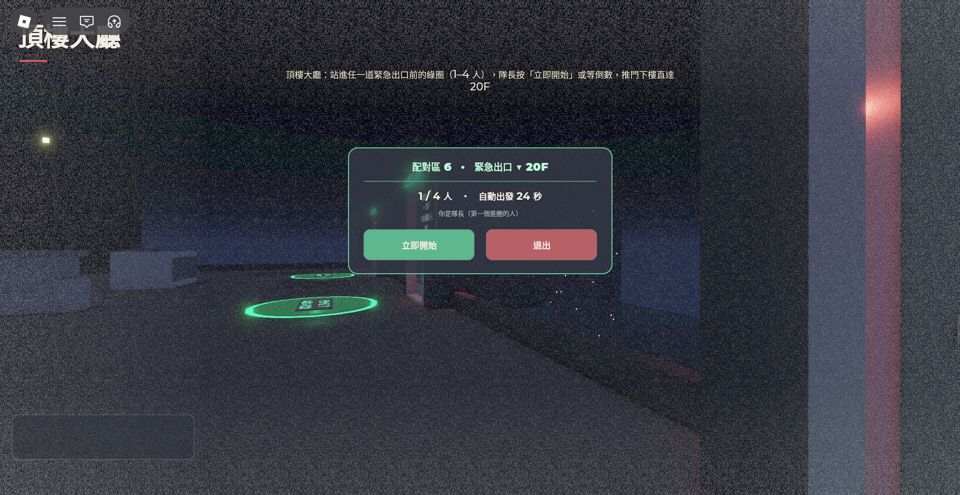 頂樓大廳
頂樓大廳：站進任一道緊急出口前的綠圈（1–4 人），隊長按「立即開始」或等倒數，推門下樓直達
20F
配對區 6 • 緊急出口 ▼ 20F
1 / 4 人 • 自動出發 24 秒
你是隊長（第一個進圈的人）
立即開始
退出